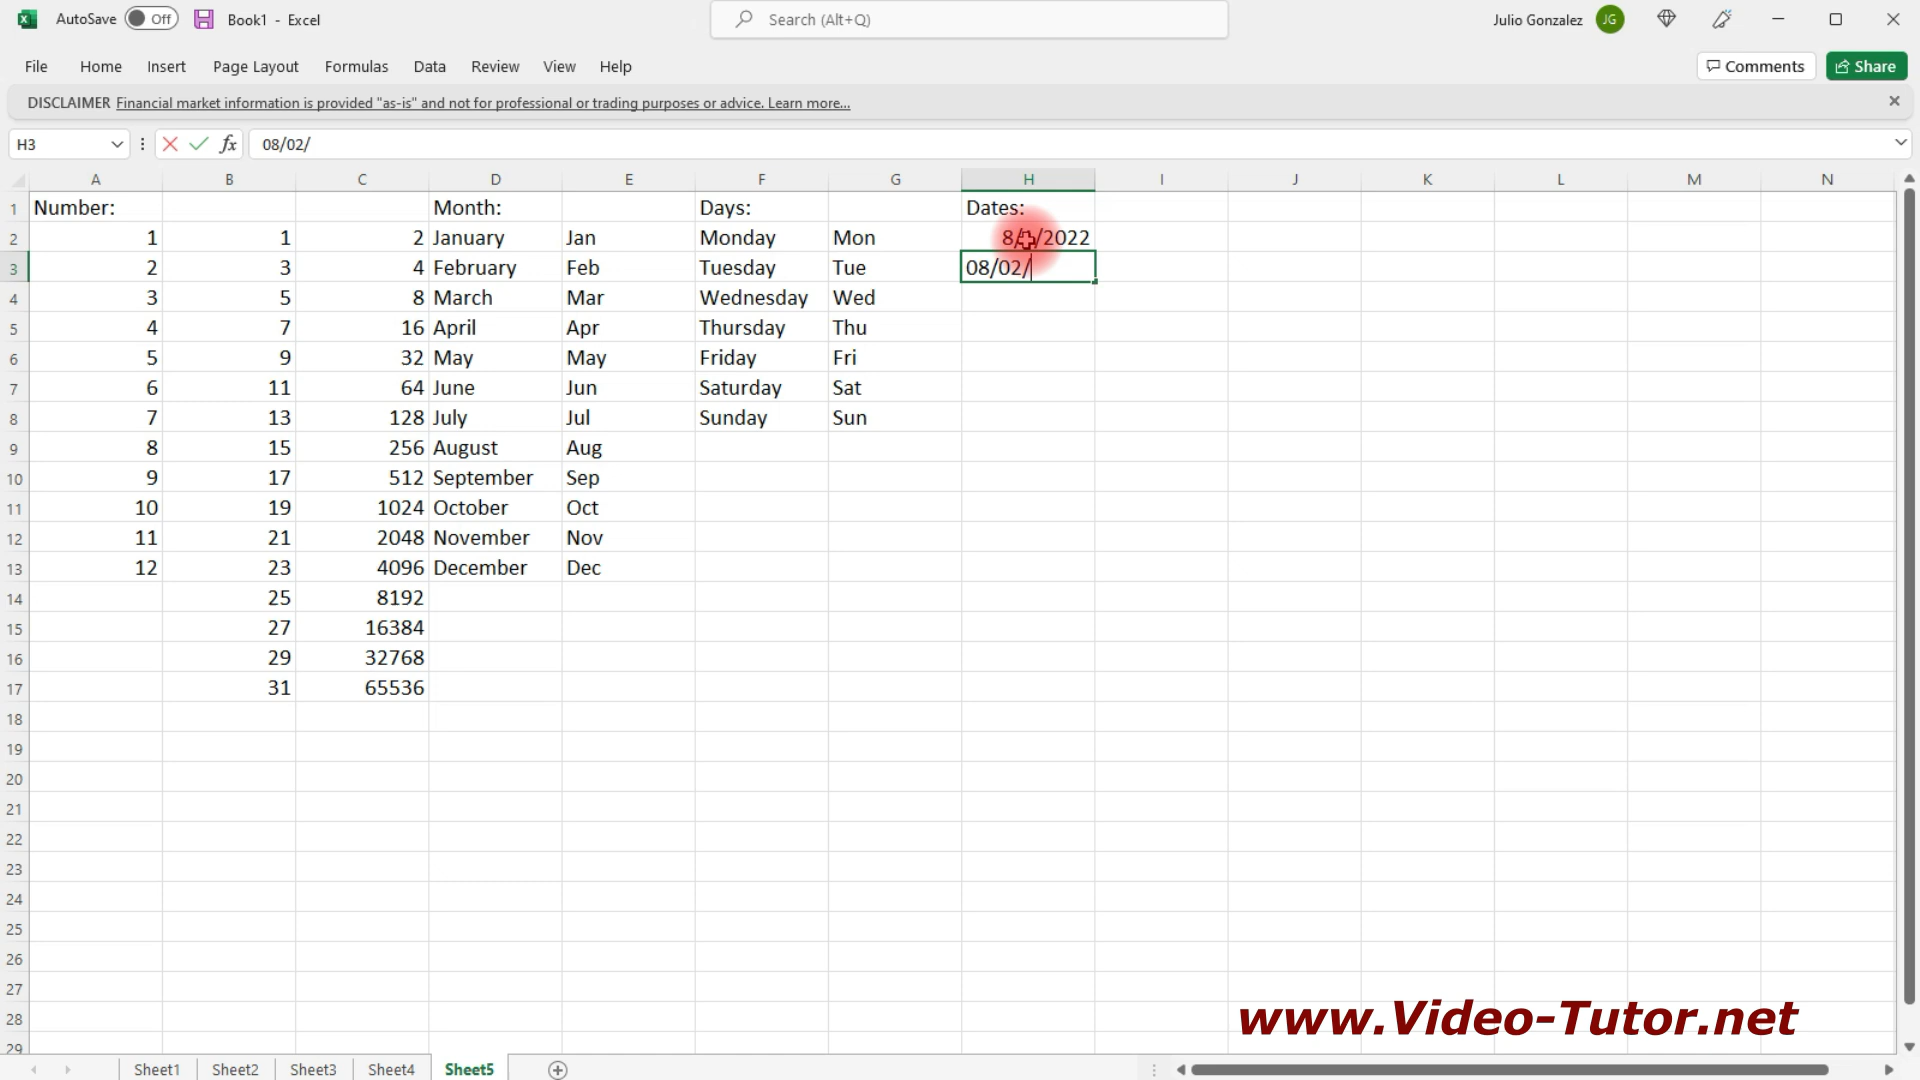 AutoSave Off Book1 - Excel Search (Alt+Q) Julio Gonzalez JG
File Home Insert Page Layout Formulas Data Review View Help Comments Share
DISCLAIMER Financial market information is provided "as-is" and not for professional or trading purposes or advice. Learn more...
H3 fx 08/02/
A B C D E F G H I J K L M N
1 Number: Month: Days: Dates:
2 1 1 2 January Jan Monday Mon 8/ /2022
3 2 3 4 February Feb Tuesday Tue 08/02/
4 3 5 8 March Mar Wednesday Wed
5 4 7 16 April Apr Thursday Thu
6 5 9 32 May May Friday Fri
7 6 11 64 June Jun Saturday Sat
8 7 13 128 July Jul Sunday Sun
9 8 15 256 August Aug
10 9 17 512 September Sep
11 10 19 1024 October Oct
12 11 21 2048 November Nov
13 12 23 4096 December Dec
14 25 8192
15 27 16384
16 29 32768
17 31 65536
18
19
20
21
22
23
24
25
26
27
28
www.Video-Tutor.net
29
Sheet1 Sheet2 Sheet3 Sheet4 Sheet5